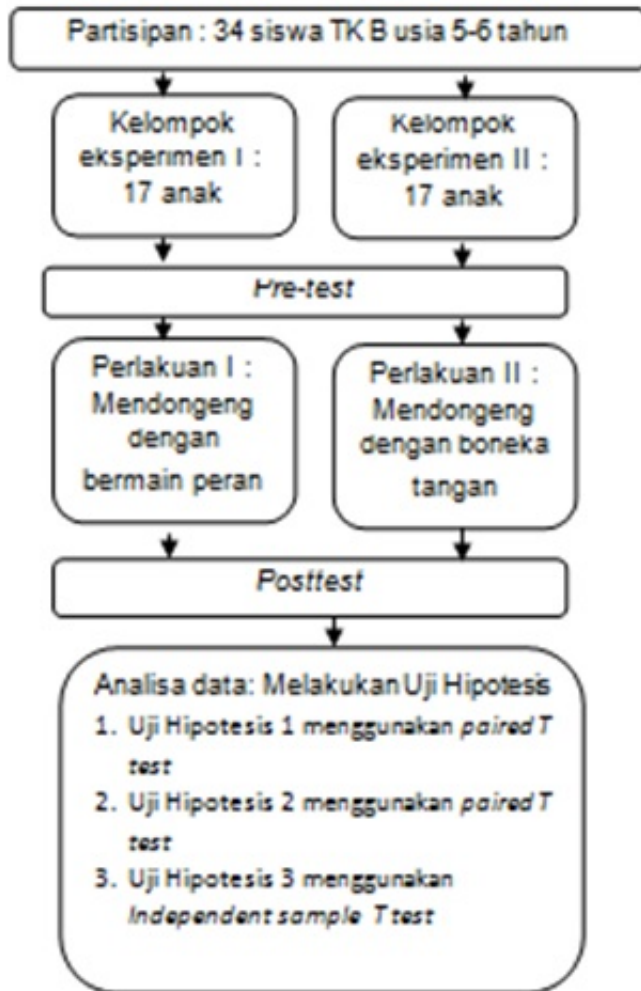 Partisipan : 34 siswa TK B usia 5-6 tahun
Kelompok
eksperimen I :
17 anak
Kelompok
eksperimen II :
17 anak
Pre-test
Perlakuan I :
Mendongeng
dengan
bermain peran
Perlakuan II :
Mendongeng
dengan boneka
tangan
Posttest
Analisa data: Melakukan Uji Hipotesis
1. Uji Hipotesis 1 menggunakan paired T
test
2. Uji Hipotesis 2 menggunakan paired T
test
3. Uji Hipotesis 3 menggunakan
Independent sample T test